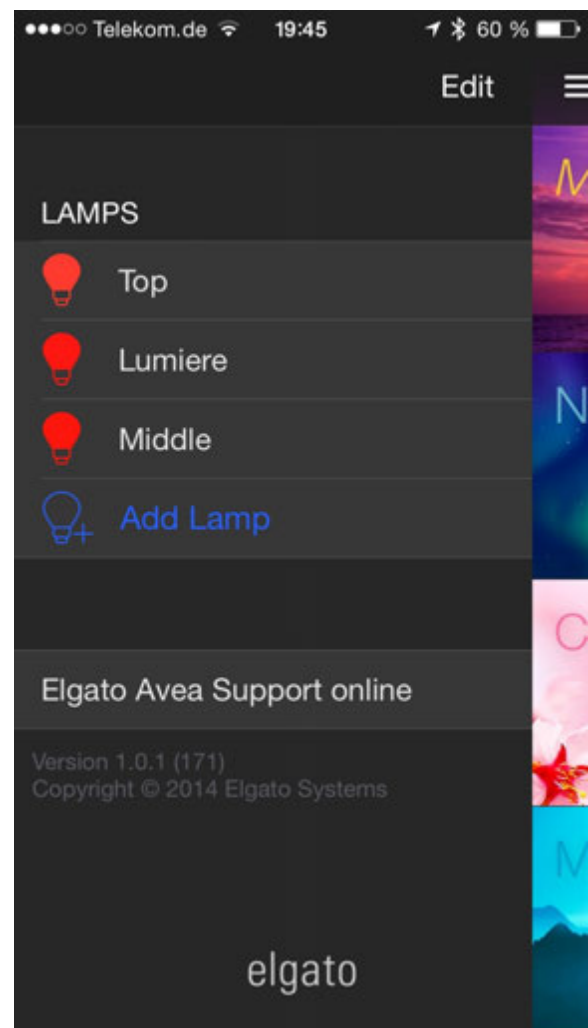 Telekom.de 19:45 60 %
Edit
LAMPS
Top
Lumiere
Middle
Add Lamp
Elgato Avea Support online
Version 1.0.1 (171)
Copyright © 2014 Elgato Systems
elgato
M
N
C
M